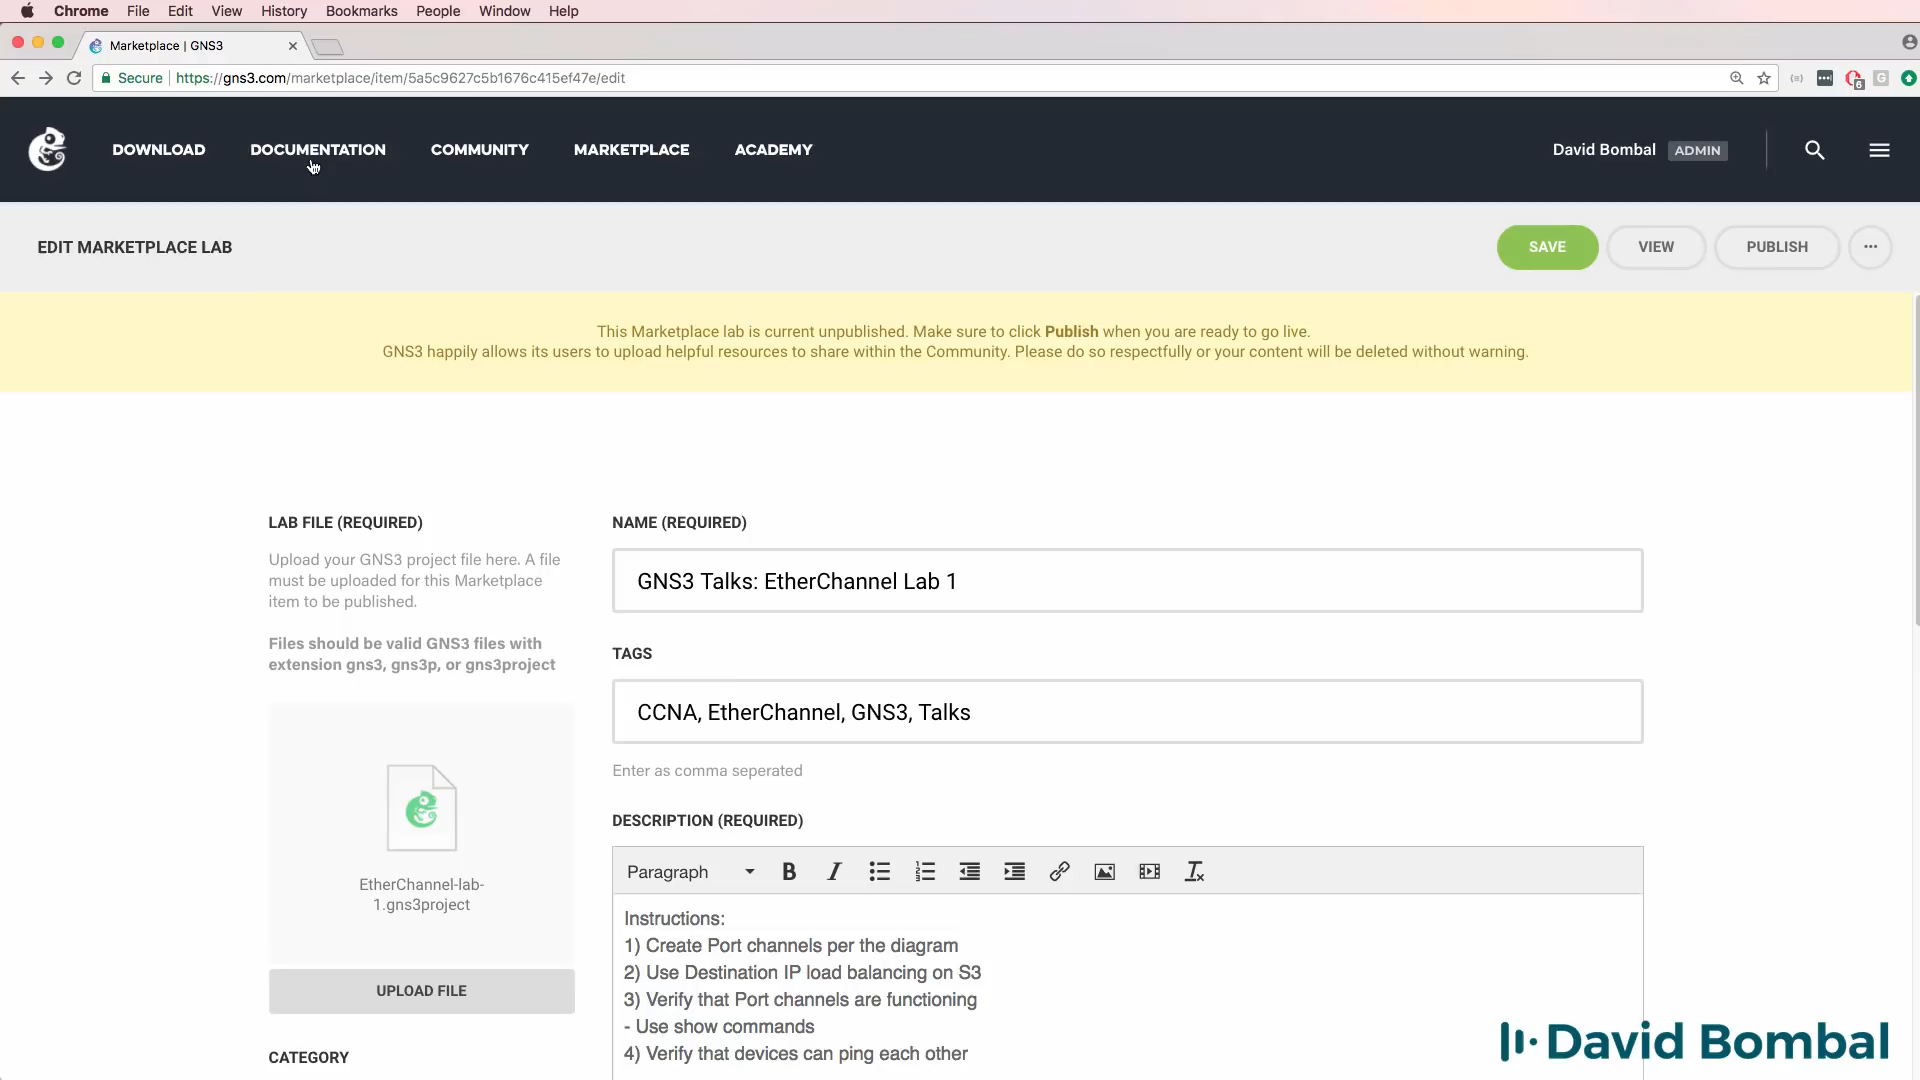 Chrome File Edit View History Bookmarks People Window Help
Marketplace | GNS3
Secure https://gns3.com/marketplace/item/5a5c9627c5b1676c415ef47e/edit
6
G
DOWNLOAD DOCUMENTATION COMMUNITY MARKETPLACE ACADEMY David Bombal ADMIN
EDIT MARKETPLACE LAB SAVE VIEW PUBLISH ...
This Marketplace lab is current unpublished. Make sure to click Publish when you are ready to go live.
GNS3 happily allows its users to upload helpful resources to share within the Community. Please do so respectfully or your content will be deleted without warning.
LAB FILE (REQUIRED)
Upload your GNS3 project file here. A file
must be uploaded for this Marketplace
item to be published.
Files should be valid GNS3 files with
extension gns3, gns3p, or gns3project
EtherChannel-lab-
1.gns3project
UPLOAD FILE
CATEGORY
NAME (REQUIRED)
GNS3 Talks: EtherChannel Lab 1
TAGS
CCNA, EtherChannel, GNS3, Talks
Enter as comma seperated
DESCRIPTION (REQUIRED)
Paragraph B I
Instructions:
1) Create Port channels per the diagram
2) Use Destination IP load balancing on S3
3) Verify that Port channels are functioning
- Use show commands
4) Verify that devices can ping each other
David Bombal